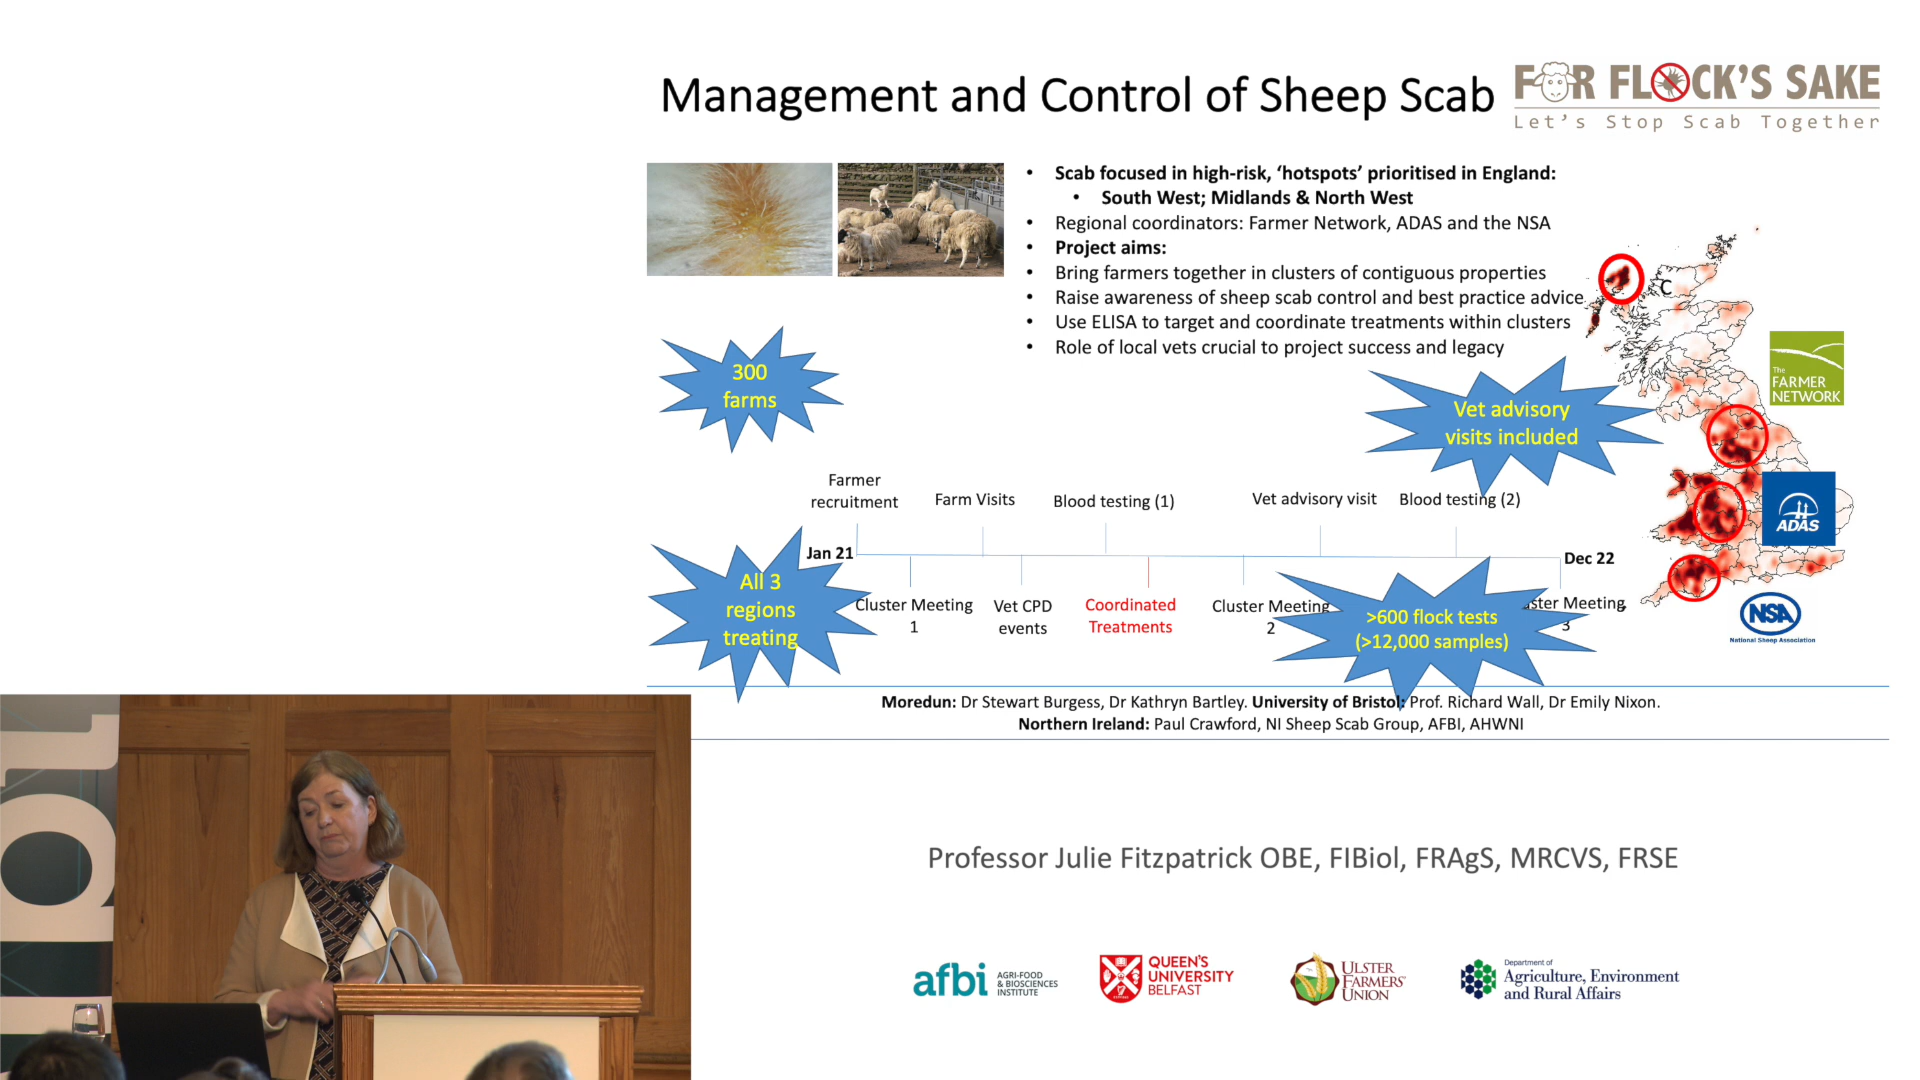 Management and Control of Sheep Scab
FOR FLOCK'S SAKE
Let's Stop Scab Together
• Scab focused in high-risk, ‘hotspots’ prioritised in England:
• South West; Midlands & North West
• Regional coordinators: Farmer Network, ADAS and the NSA
• Project aims:
• Bring farmers together in clusters of contiguous properties
• Raise awareness of sheep scab control and best practice advice
• Use ELISA to target and coordinate treatments within clusters
• Role of local vets crucial to project success and legacy
C
The
FARMER
NETWORK
300
farms
Vet advisory
visits included
Farmer
recruitment
Farm Visits
Blood testing (1)
Vet advisory visit
Blood testing (2)
ADAS
Jan 21
Dec 22
All 3
regions
treating
Cluster Meeting
1
Vet CPD
events
Coordinated
Treatments
Cluster Meeting
2
>600 flock tests
(>12,000 samples)
Meeting
3
NSA
National Sheep Association
Moredun: Dr Stewart Burgess, Dr Kathryn Bartley. University of Bristol: Prof. Richard Wall, Dr Emily Nixon.
Northern Ireland: Paul Crawford, NI Sheep Scab Group, AFBI, AHWNI
Professor Julie Fitzpatrick OBE, FIBiol, FRAgS, MRCVS, FRSE
afbi
AGRI-FOOD
& BIOSCIENCES
INSTITUTE
QUEEN'S
UNIVERSITY
BELFAST
ULSTER
FARMERS'
UNION
Department of
Agriculture, Environment
and Rural Affairs